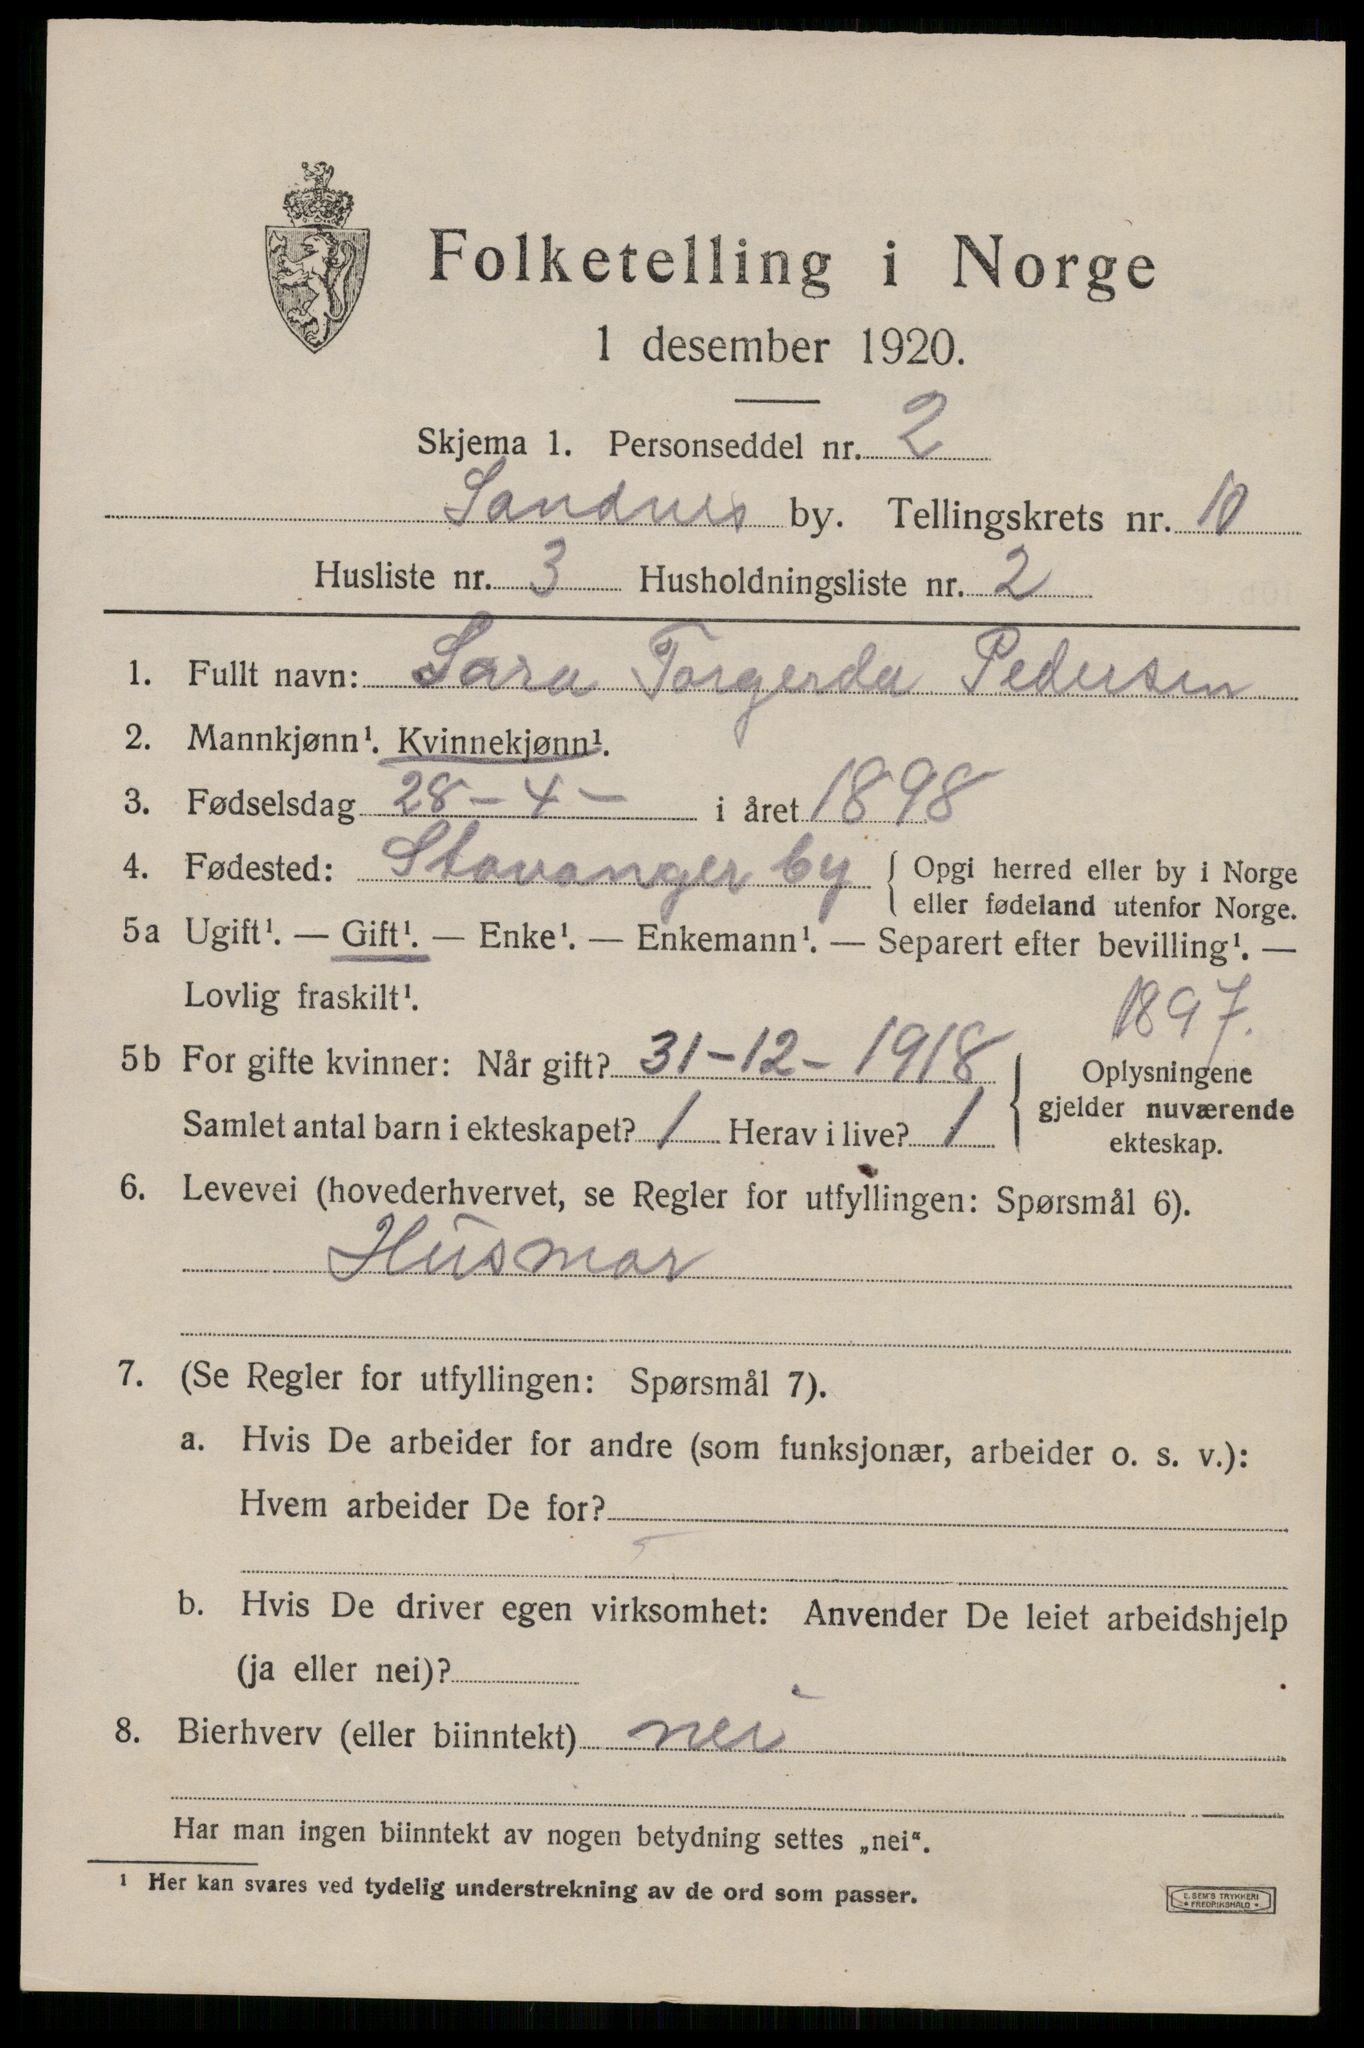 Folketelling i Norge
1 desember 1920.
Skjema 1. Personseddel nr. 2
Sandnes by. Tellingskrets nr. 10
Husliste nr. 3 Husholdningsliste nr. 2
1. Fullt navn: Sara Torgerda Pedersen
2. Mannkjønn¹. Kvinnekjønn¹.
3. Fødselsdag 28-4- i året 1898
4. Fødested: Stavanger by { Opgi herred eller by i Norge
eller fødeland utenfor Norge.
5a Ugift¹. — Gift¹. — Enke¹. — Enkemann¹. — Separert efter bevilling¹. —
Lovlig fraskilt¹.
1897.
5b For gifte kvinner: Når gift? 31-12-1918 } Oplysningene
gjelder nuværende
Samlet antal barn i ekteskapet? 1 Herav i live? 1
ekteskap.
6. Levevei (hovederhvervet, se Regler for utfyllingen: Spørsmål 6).
Husmor
7. (Se Regler for utfyllingen: Spørsmål 7).
a. Hvis De arbeider for andre (som funksjonær, arbeider o. s. v.):
Hvem arbeider De for?
b. Hvis De driver egen virksomhet: Anvender De leiet arbeidshjelp
(ja eller nei)?
8. Bierhverv (eller biinntekt) nei
Har man ingen biinntekt av nogen betydning settes „nei“.
¹ Her kan svares ved tydelig understrekning av de ord som passer.
E. SEM'S TRYKKERI
* FREDRIKSHALD *